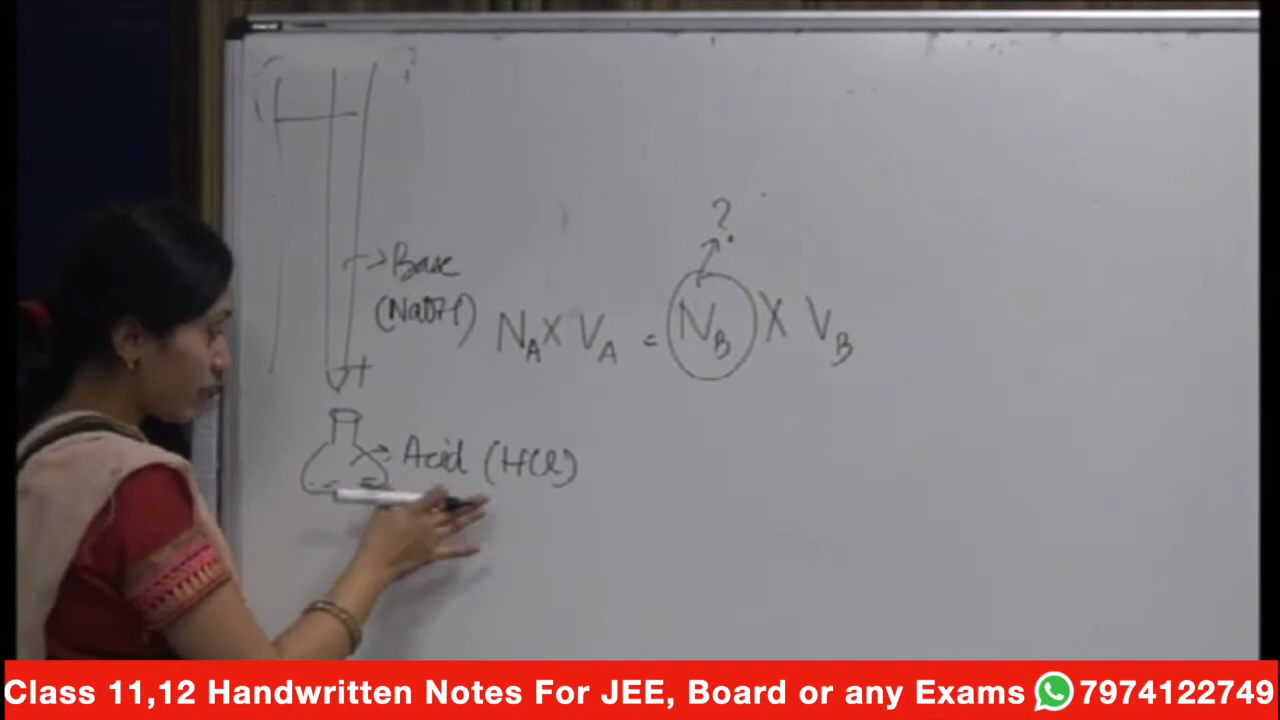 ?
→ Base
(NaOH)
N_A X V_A = N_B X V_B
→ Acid (HCl)
Class 11,12 Handwritten Notes For JEE, Board or any Exams 7974122749